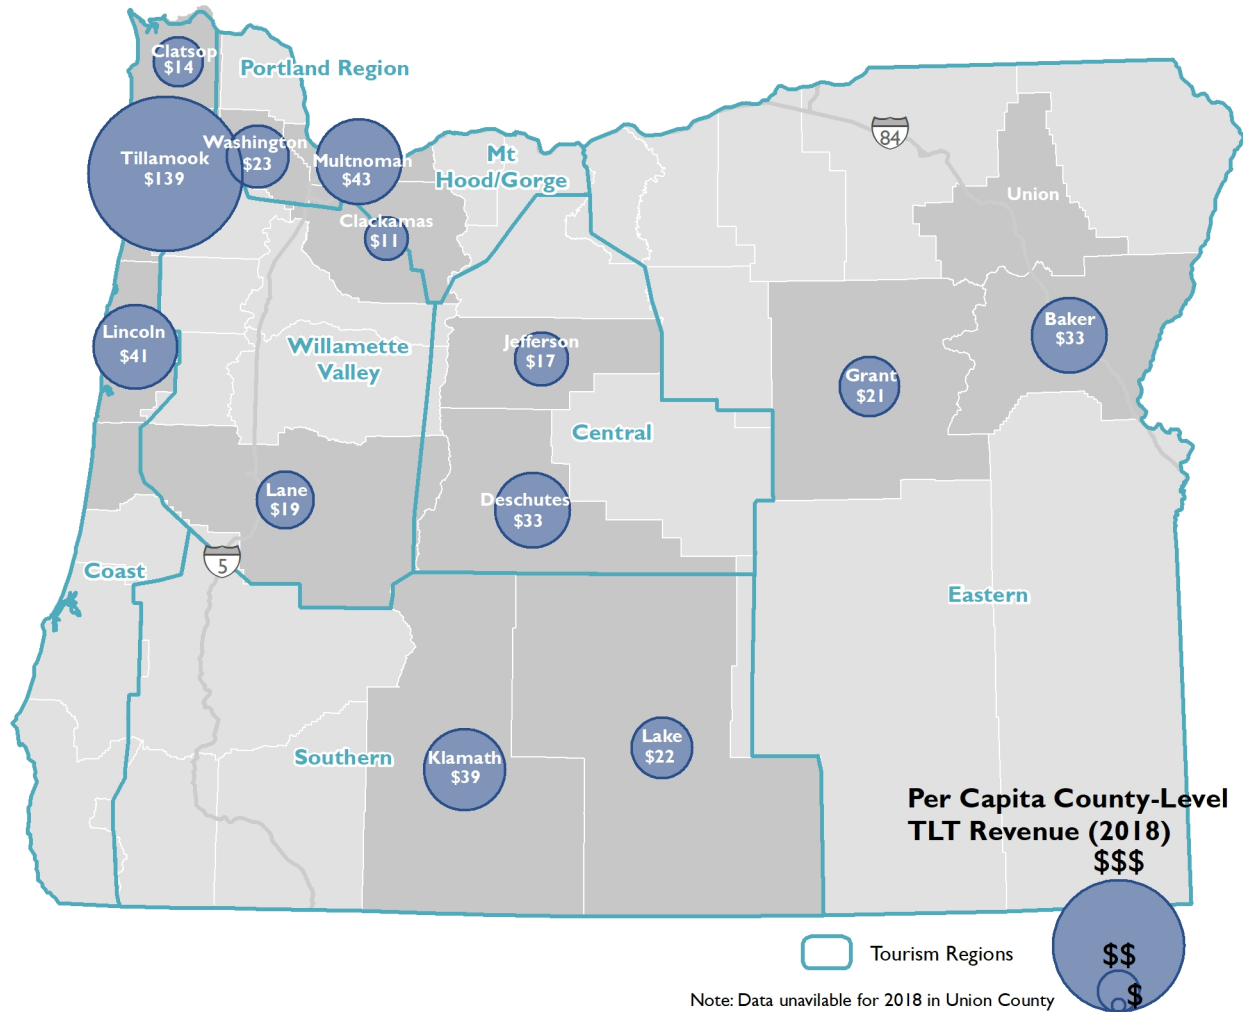 Clatsop
$14
Portland Region
Tillamook
$139
Washington
$23
Multnomah
$43
Mt
Hood/Gorge
84
Union
Clackamas
$11
Lincoln
$41
Willamette
Valley
Jefferson
$17
Baker
$33
Grant
$21
Central
Lane
$19
Deschutes
$33
5
Coast
Eastern
Southern
Klamath
$39
Lake
$22
Per Capita County-Level
TLT Revenue (2018)
$$$
$$
$
Tourism Regions
Note: Data unavailable for 2018 in Union County